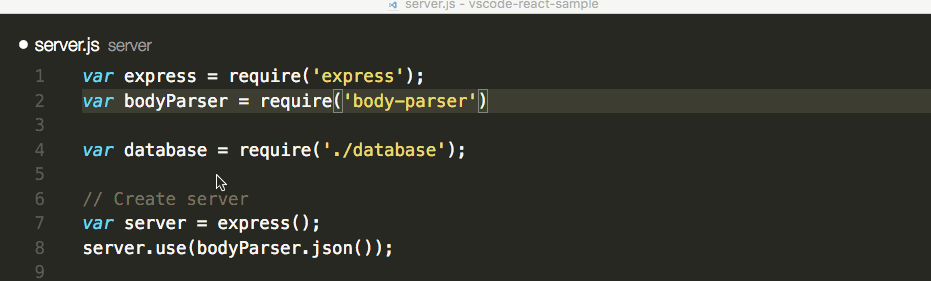 server.js - vscode-react-sample
server.js server
1 var express = require('express');
2 var bodyParser = require('body-parser')
3
4 var database = require('./database');
5
6 // Create server
7 var server = express();
8 server.use(bodyParser.json());
9